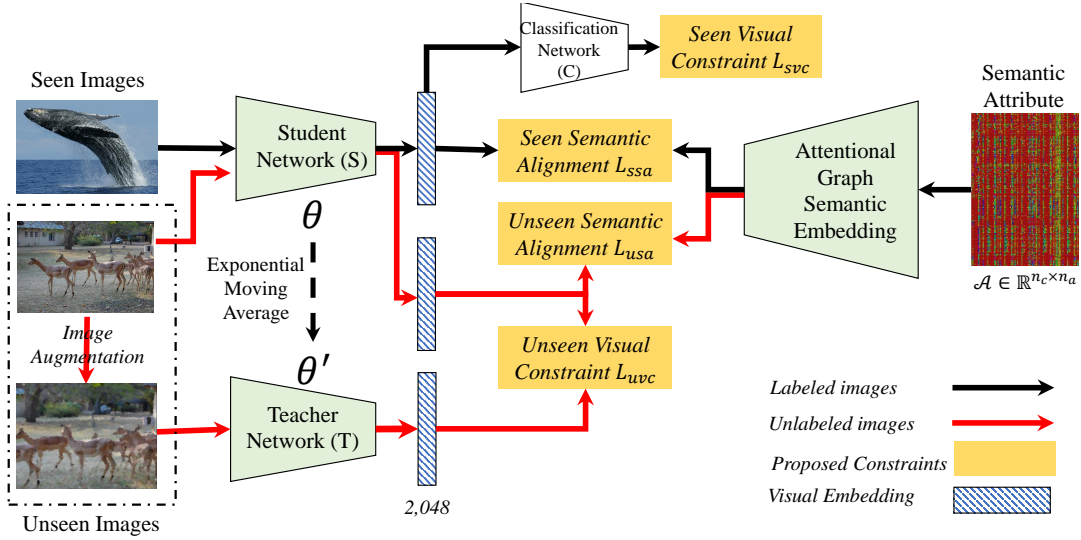 Classification
Network
(C)
Seen Visual
Constraint L_svc
Seen Images
Semantic
Attribute
Student
Network (S)
Seen Semantic
Alignment L_ssa
Attentional
Graph
Semantic
Embedding
θ
Unseen Semantic
Alignment L_usa
Exponential
Moving
Average
𝒜 ∈ ℝ^{n_c×n_a}
Image
Augmentation
θ′
Unseen Visual
Constraint L_uvc
Teacher
Network (T)
Labeled images
Unlabeled images
Proposed Constraints
Visual Embedding
2,048
Unseen Images